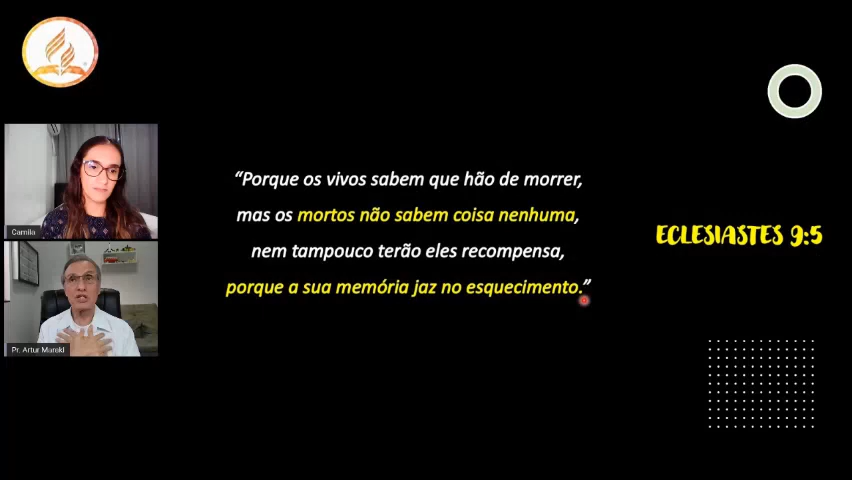 “Porque os vivos sabem que hão de morrer,
mas os mortos não sabem coisa nenhuma,
nem tampouco terão eles recompensa,
porque a sua memória jaz no esquecimento.”
ECLESIASTES 9:5
Camila
Pr. Artur Marski